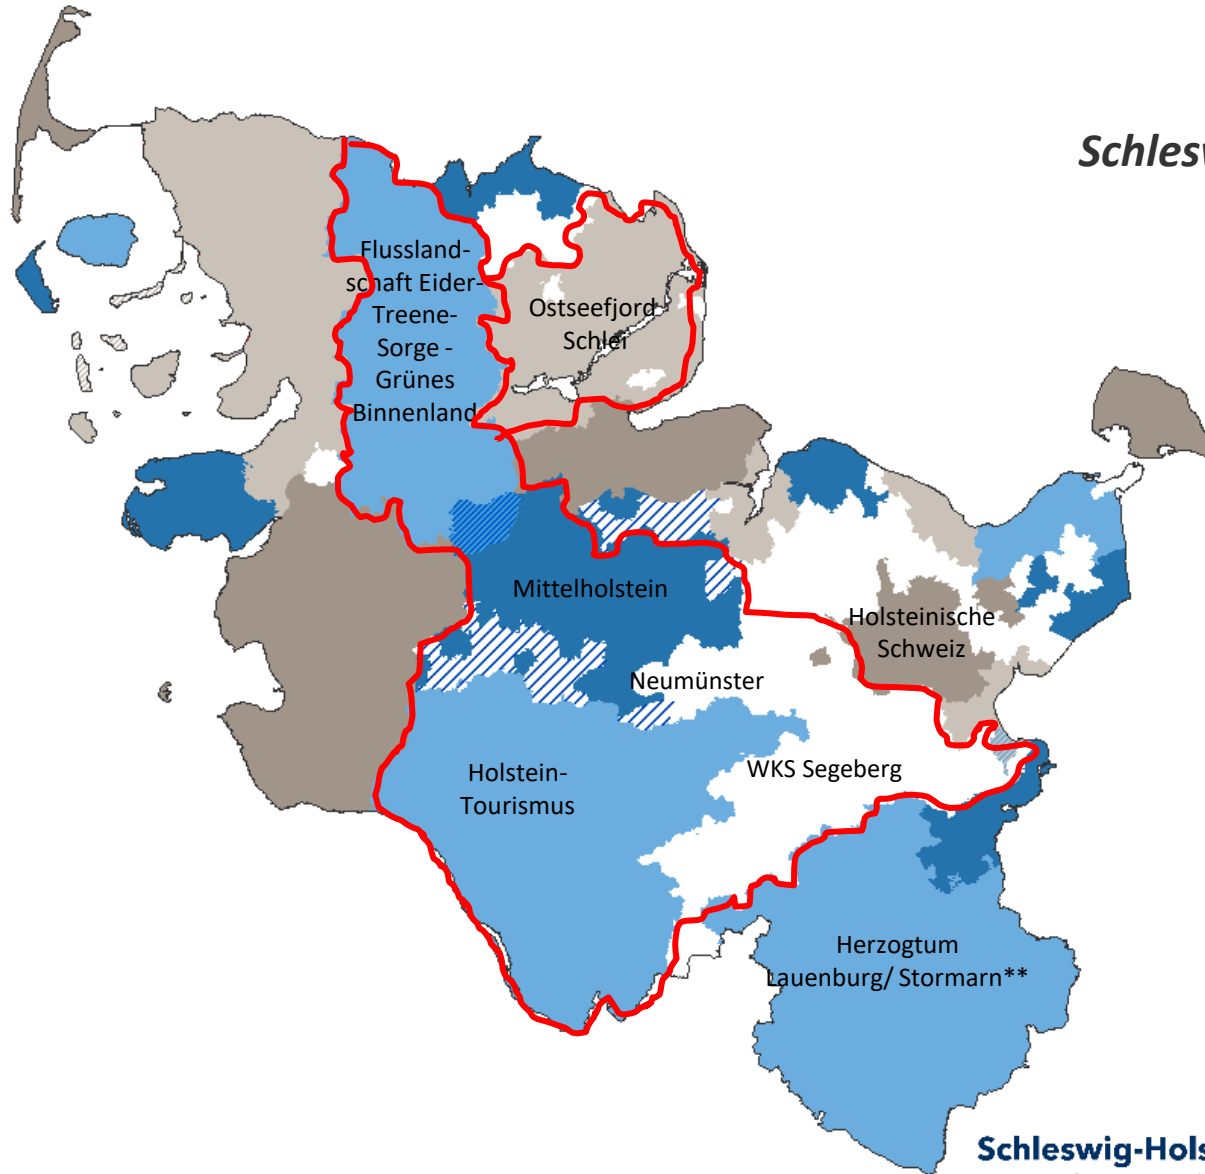 Schlesw
Flussland-
schaft Eider-
Treene-
Sorge -
Grünes
Binnenland
Ostseefjord
Schlei
Mittelholstein
Holsteinische
Schweiz
Neumünster
Holstein-
Tourismus
WKS Segeberg
Herzogtum
Lauenburg/ Stormarn**
Schleswig-Hols